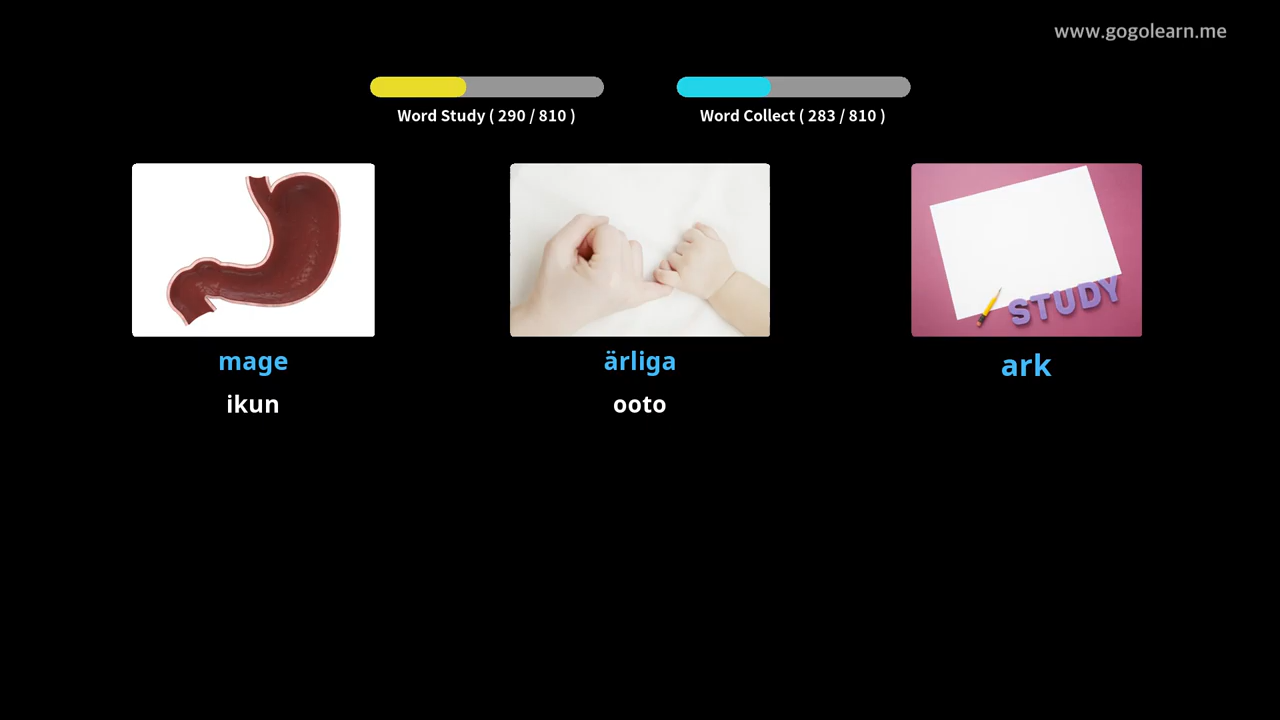 www.gogolearn.me
Word Study ( 290 / 810 )
Word Collect ( 283 / 810 )
STUDY
mage
ärliga
ark
ikun
ooto